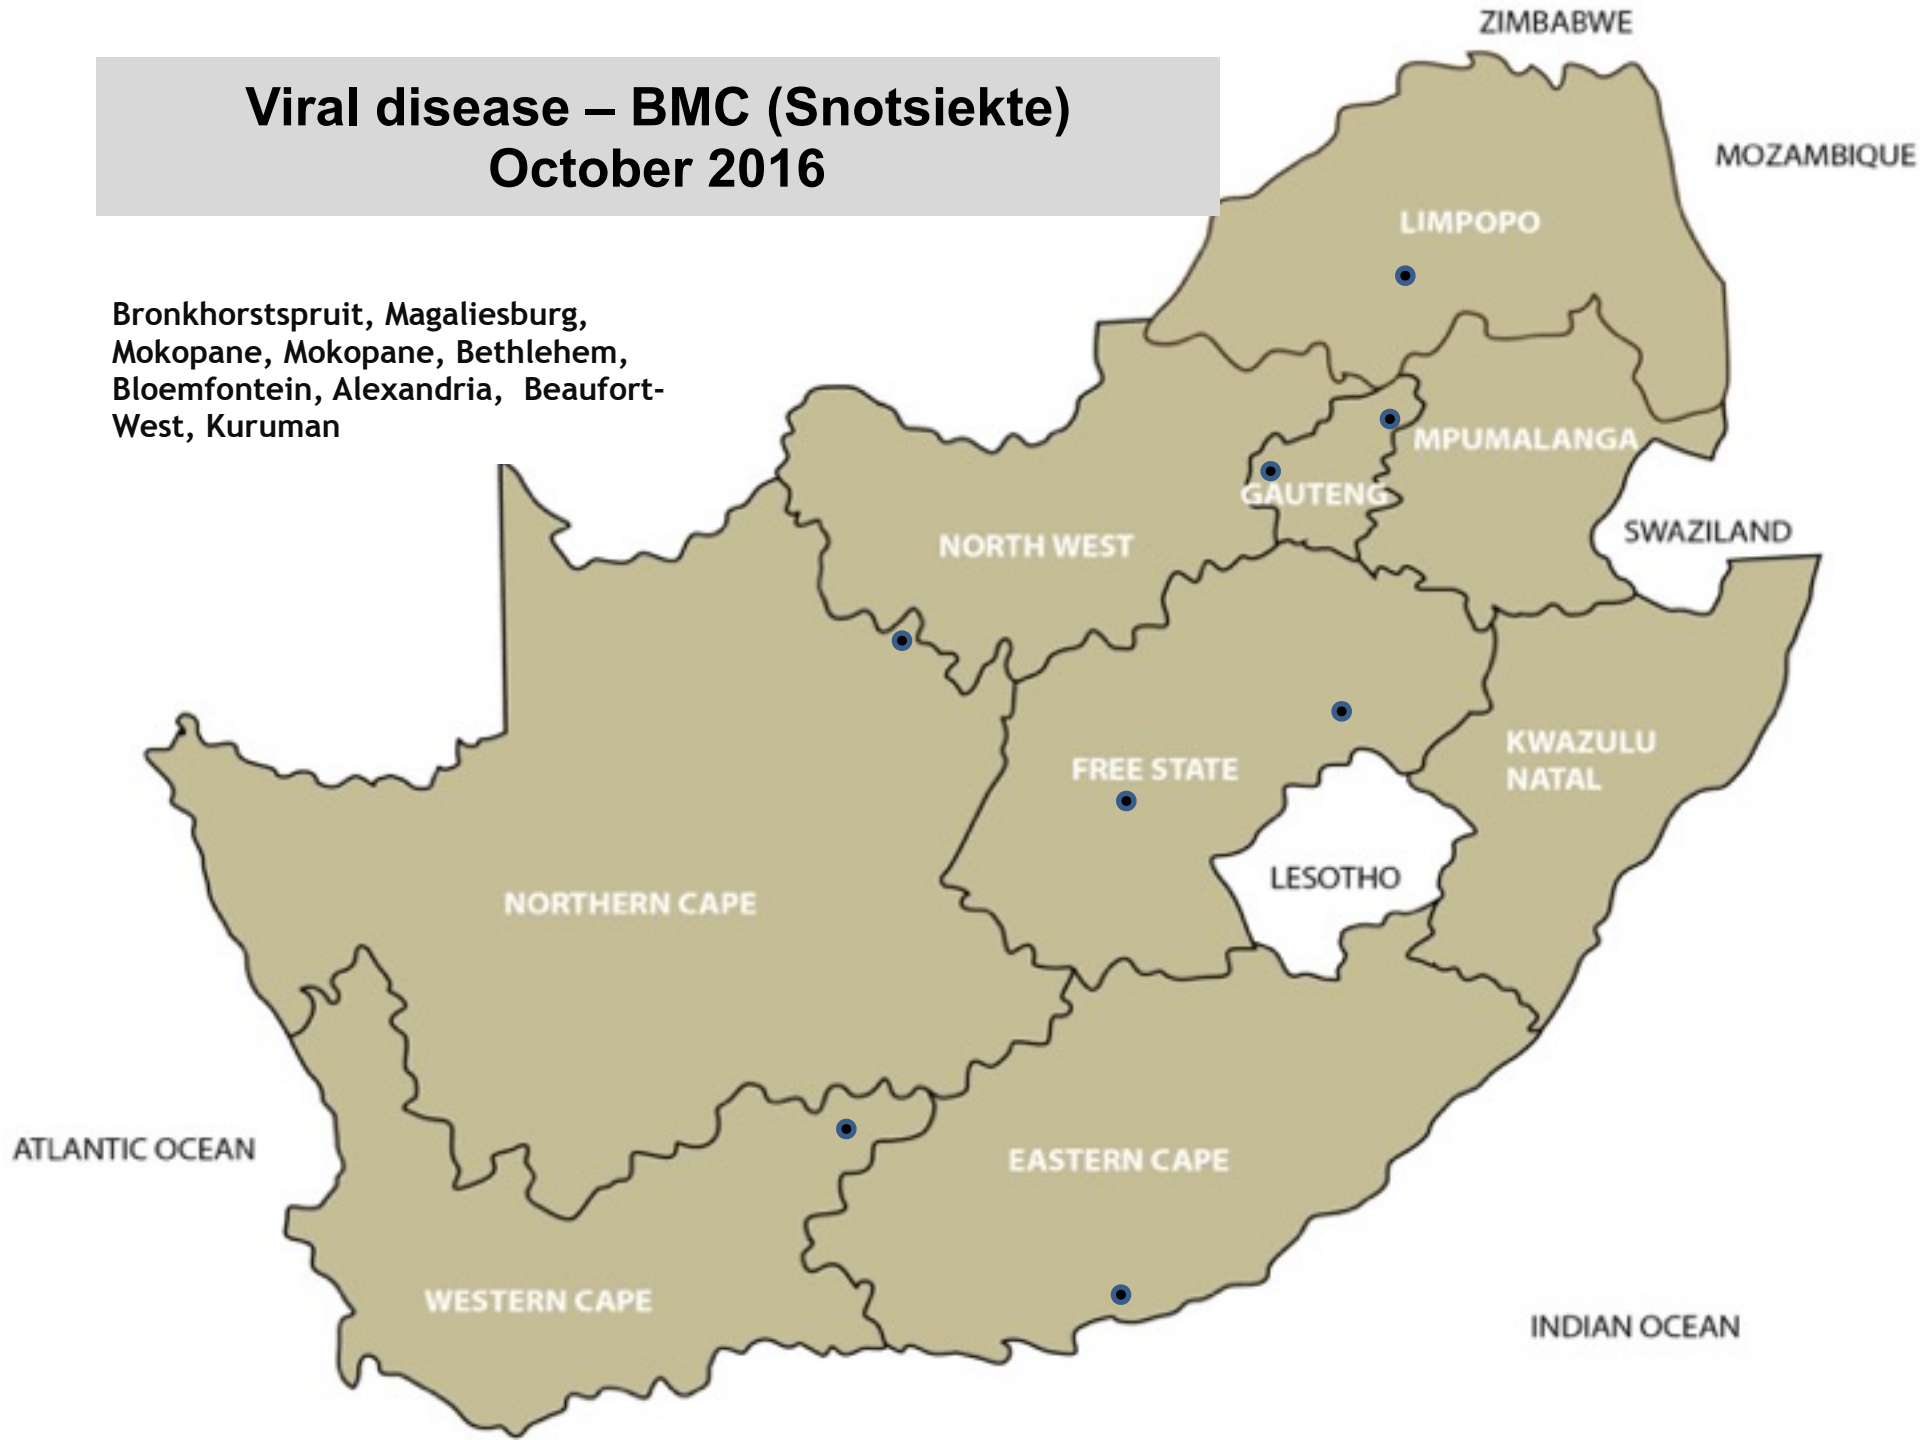 ZIMBABWE
Viral disease – BMC (Snotsiekte)
October 2016
MOZAMBIQUE
LIMPOPO
Bronkhorstspruit, Magaliesburg,
Mokopane, Mokopane, Bethlehem,
Bloemfontein, Alexandria,  Beaufort-
West, Kuruman
MPUMALANGA
GAUTENG
SWAZILAND
NORTH WEST
KWAZULU
NATAL
FREE STATE
LESOTHO
NORTHERN CAPE
ATLANTIC OCEAN
EASTERN CAPE
WESTERN CAPE
INDIAN OCEAN